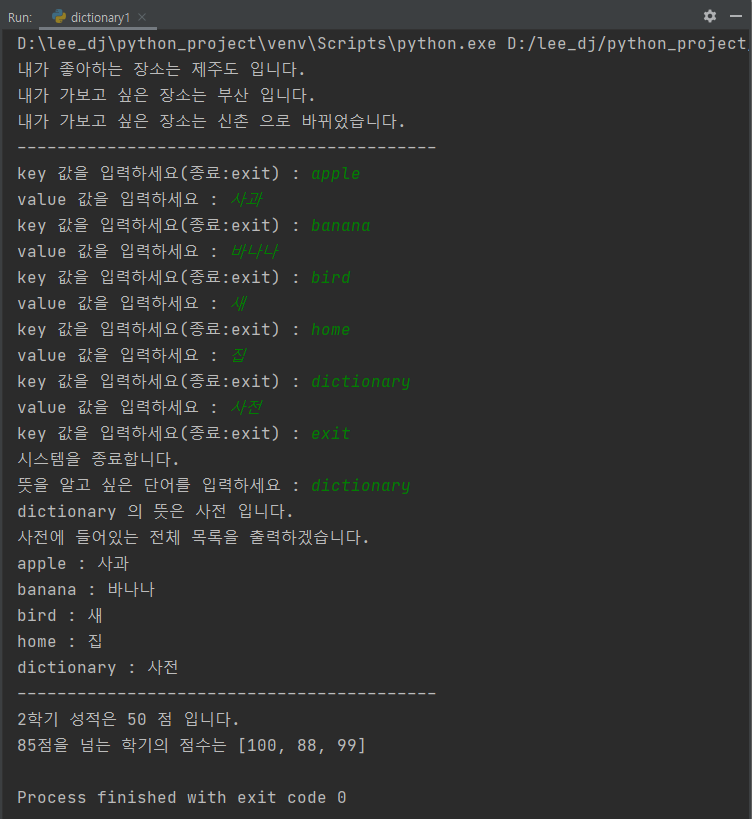 Run: dictionary1
D:\lee_dj\python_project\venv\Scripts\python.exe D:/lee_dj/python_project
내가 좋아하는 장소는 제주도 입니다.
내가 가보고 싶은 장소는 부산 입니다.
내가 가보고 싶은 장소는 신촌 으로 바뀌었습니다.
------------------------------------------
key 값을 입력하세요(종료:exit) : apple
value 값을 입력하세요 : 사과
key 값을 입력하세요(종료:exit) : banana
value 값을 입력하세요 : 바나나
key 값을 입력하세요(종료:exit) : bird
value 값을 입력하세요 : 새
key 값을 입력하세요(종료:exit) : home
value 값을 입력하세요 : 집
key 값을 입력하세요(종료:exit) : dictionary
value 값을 입력하세요 : 사전
key 값을 입력하세요(종료:exit) : exit
시스템을 종료합니다.
뜻을 알고 싶은 단어를 입력하세요 : dictionary
dictionary 의 뜻은 사전 입니다.
사전에 들어있는 전체 목록을 출력하겠습니다.
apple : 사과
banana : 바나나
bird : 새
home : 집
dictionary : 사전
------------------------------------------
2학기 성적은 50 점 입니다.
85점을 넘는 학기의 점수는 [100, 88, 99]
Process finished with exit code 0